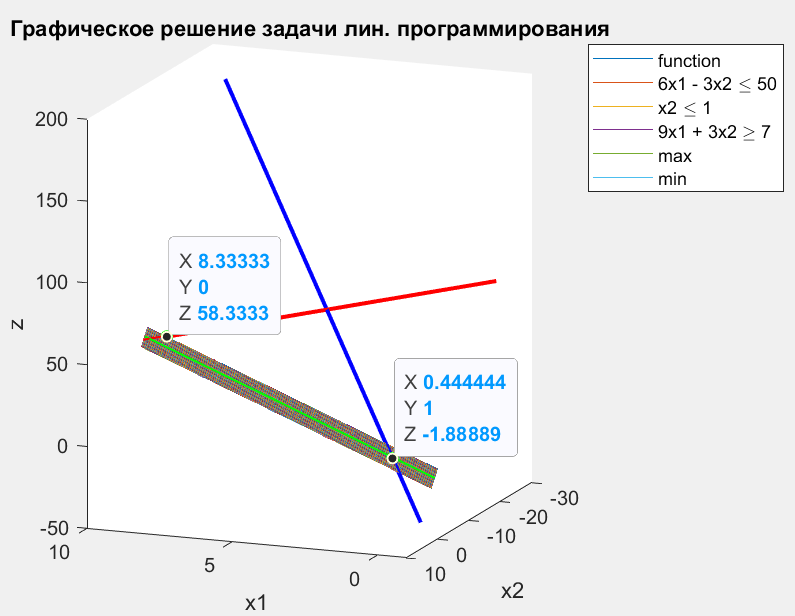 Графическое решение задачи лин. программирования
function
6x1 - 3x2 ≤ 50
x2 ≤ 1
9x1 + 3x2 ≥ 7
max
min
200
150
100
50
0
-50
z
X 8.33333
Y 0
Z 58.3333
X 0.444444
Y 1
Z -1.88889
10
5
0
x1
10
0
-10
-20
-30
x2